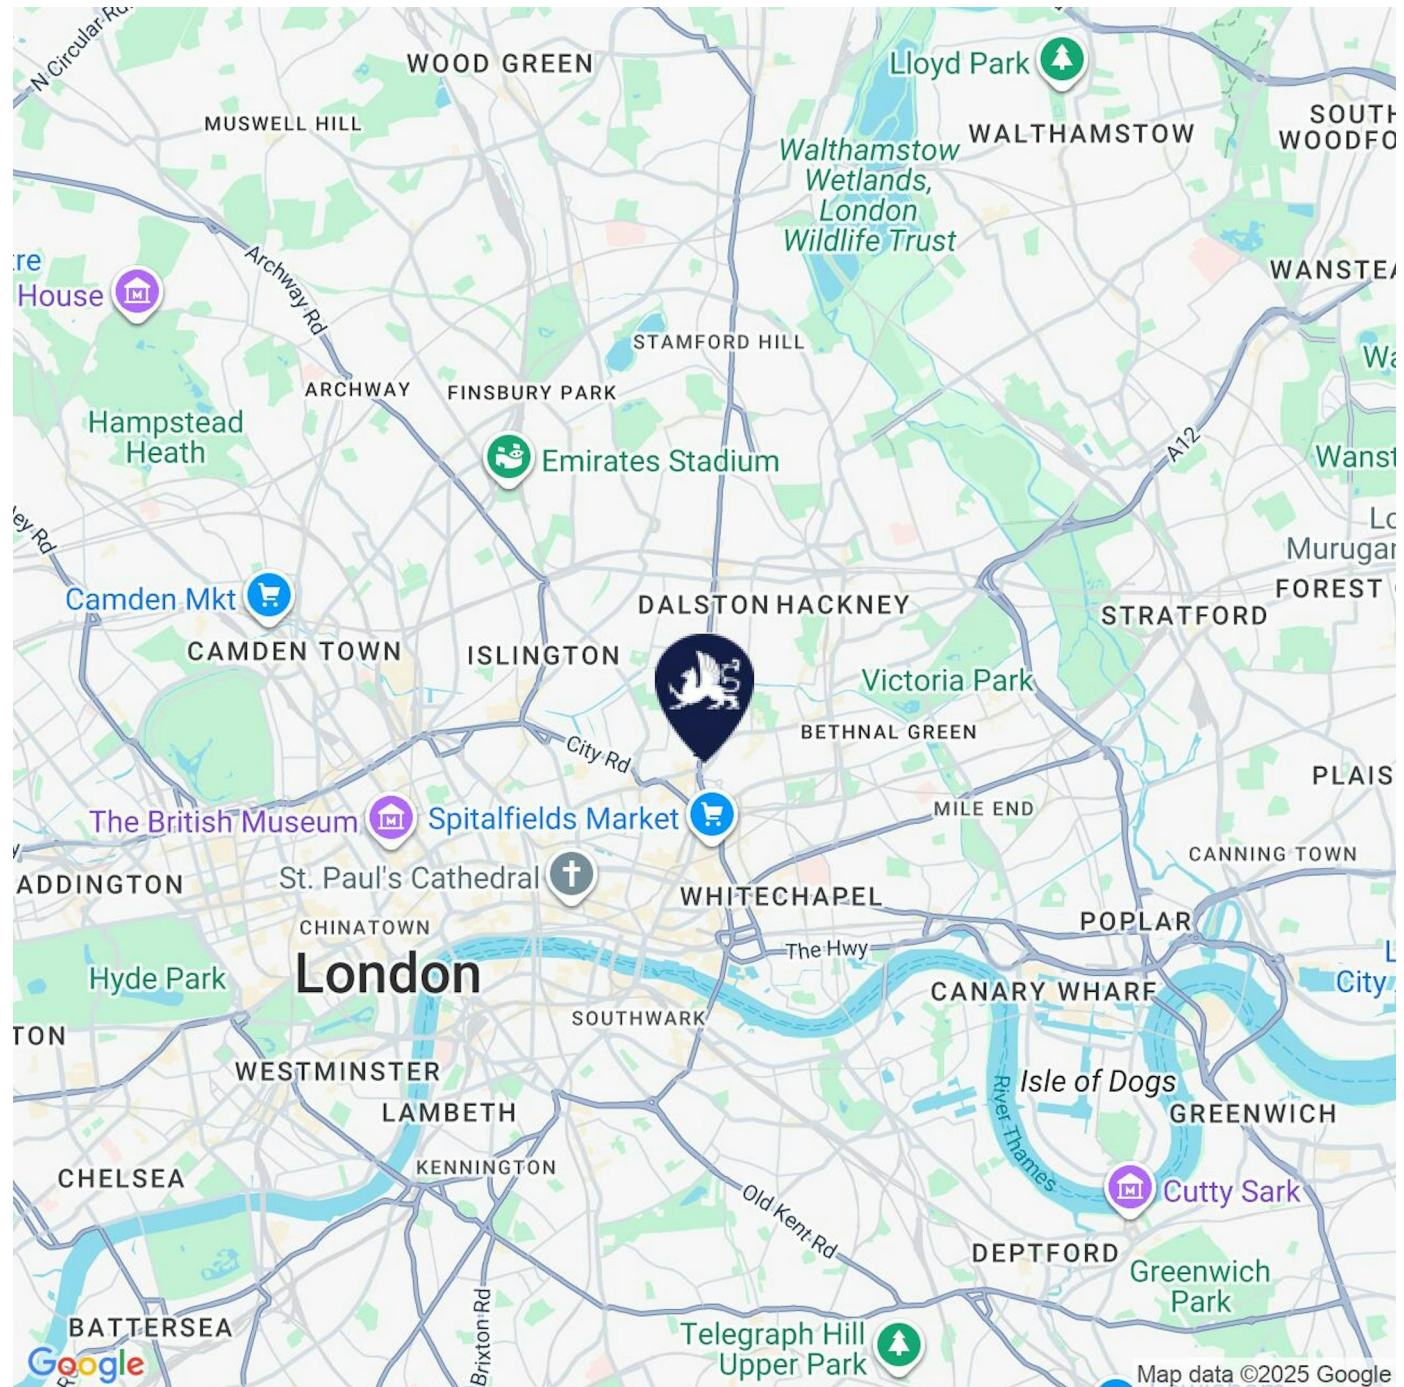 N Circular Rd
WOOD GREEN
Lloyd Park
MUSWELL HILL
WALTHAMSTOW
SOUTH
WOODFO
Walthamstow
Wetlands,
London
Wildlife Trust
tre
House
Archway Rd
WANSTEA
STAMFORD HILL
Wa
ARCHWAY
FINSBURY PARK
Hampstead
Heath
Emirates Stadium
A12
Wanst
ley Rd
Lo
Murugan
FOREST
Camden Mkt
DALSTON
HACKNEY
STRATFORD
CAMDEN TOWN
ISLINGTON
Victoria Park
BETHNAL GREEN
City Rd
PLAIS
MILE END
The British Museum
Spitalfields Market
CANNING TOWN
St. Paul's Cathedral
ADDINGTON
WHITECHAPEL
CHINATOWN
POPLAR
The Hwy
London
Hyde Park
L
City
CANARY WHARF
SOUTHWARK
TON
WESTMINSTER
Isle of Dogs
LAMBETH
GREENWICH
River Thames
KENNINGTON
CHELSEA
Cutty Sark
Old Kent Rd
DEPTFORD
Greenwich
Park
BATTERSEA
Brixton Rd
Telegraph Hill
Upper Park
Google
Map data ©2025 Google